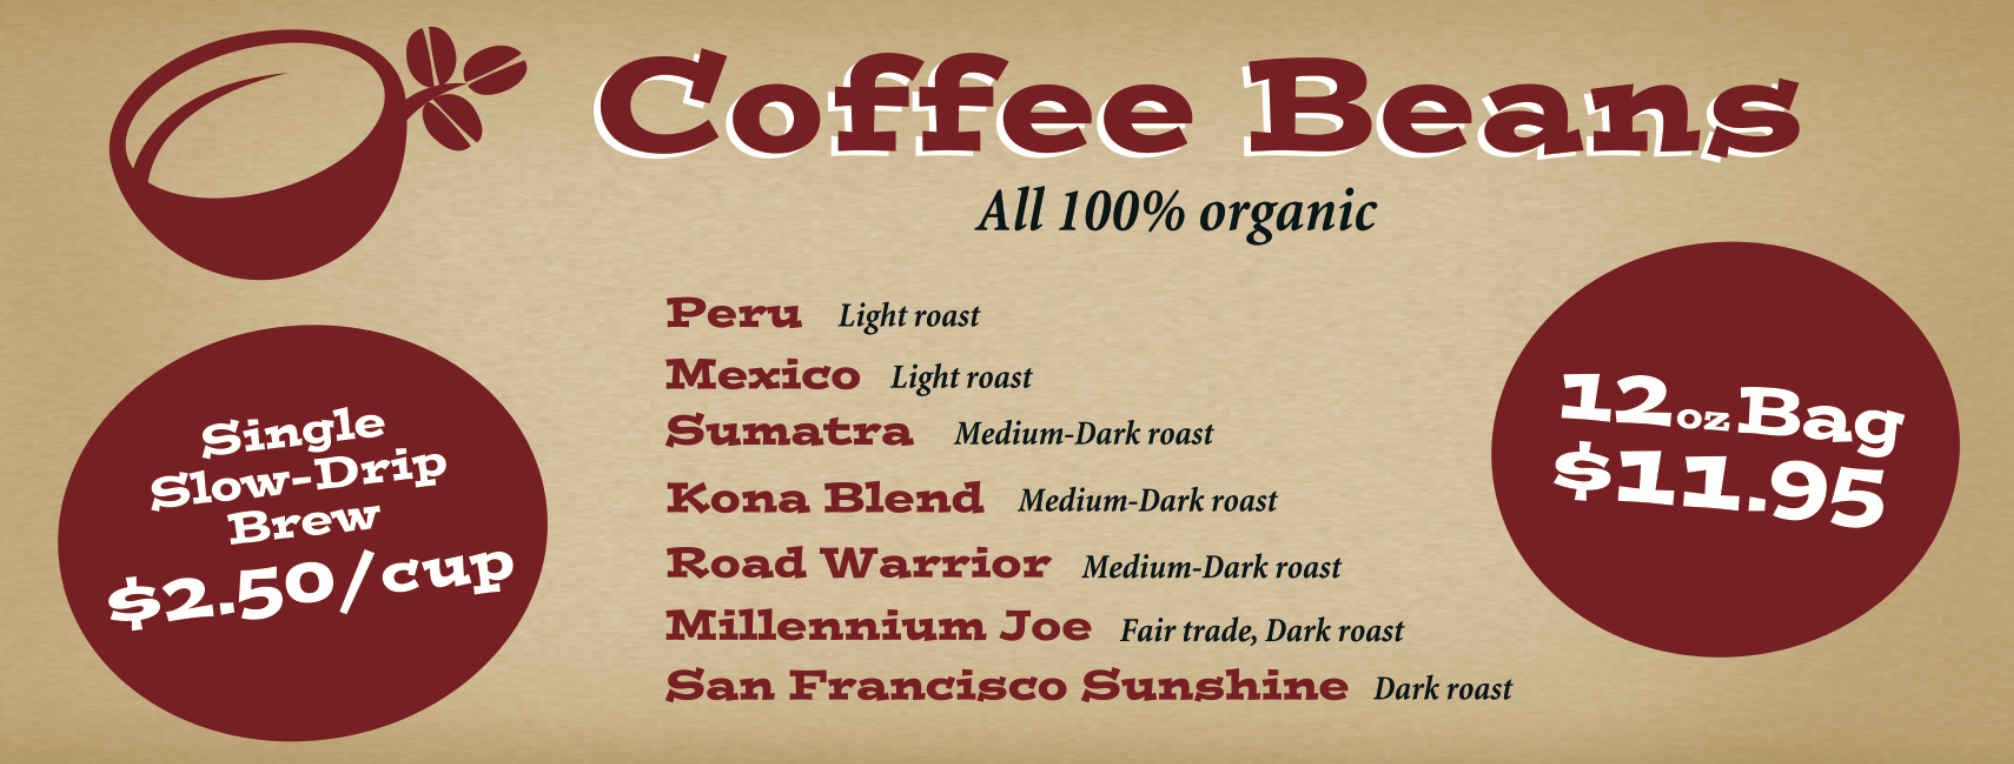 Coffee Beans
All 100% organic
Peru Light roast
Mexico Light roast
Sumatra Medium-Dark roast
Kona Blend Medium-Dark roast
Road Warrior Medium-Dark roast
Millennium Joe Fair trade, Dark roast
San Francisco Sunshine Dark roast
Single
Slow-Drip
Brew
$2.50/cup
12oz Bag
$11.95